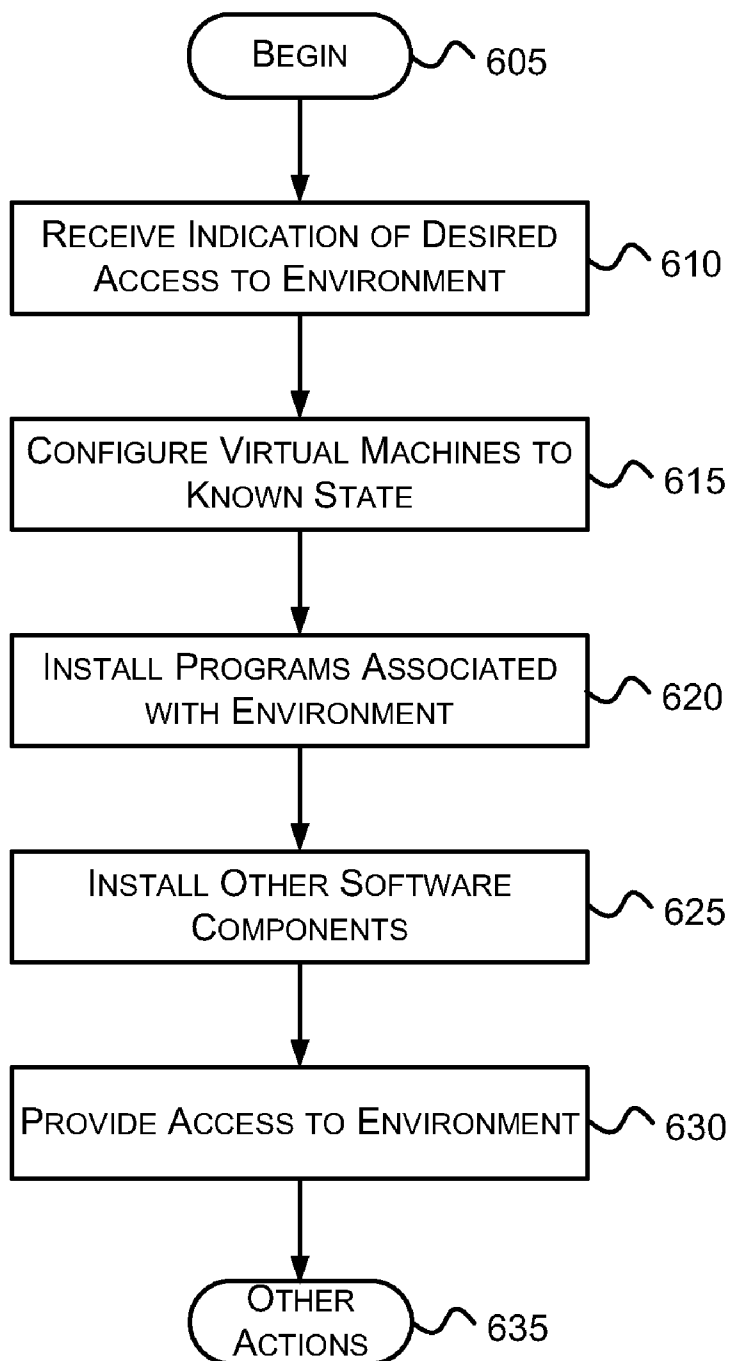 BEGIN
605
RECEIVE INDICATION OF DESIRED
ACCESS TO ENVIRONMENT
610
CONFIGURE VIRTUAL MACHINES TO
KNOWN STATE
615
INSTALL PROGRAMS ASSOCIATED
WITH ENVIRONMENT
620
INSTALL OTHER SOFTWARE
COMPONENTS
625
PROVIDE ACCESS TO ENVIRONMENT
630
OTHER
ACTIONS
635